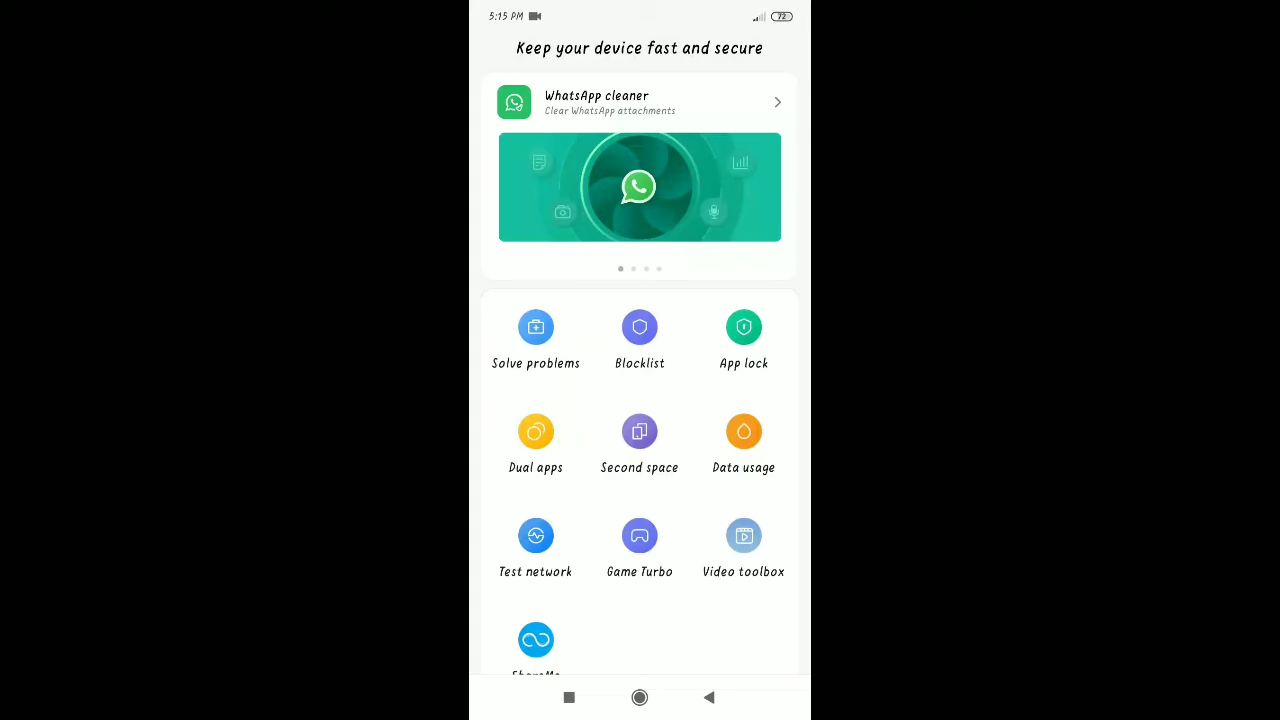 5:15 PM
72
Keep your device fast and secure
WhatsApp cleaner
Clear WhatsApp attachments
Solve problems
Blocklist
App lock
Dual apps
Second space
Data usage
Test network
Game Turbo
Video toolbox
ShareMe